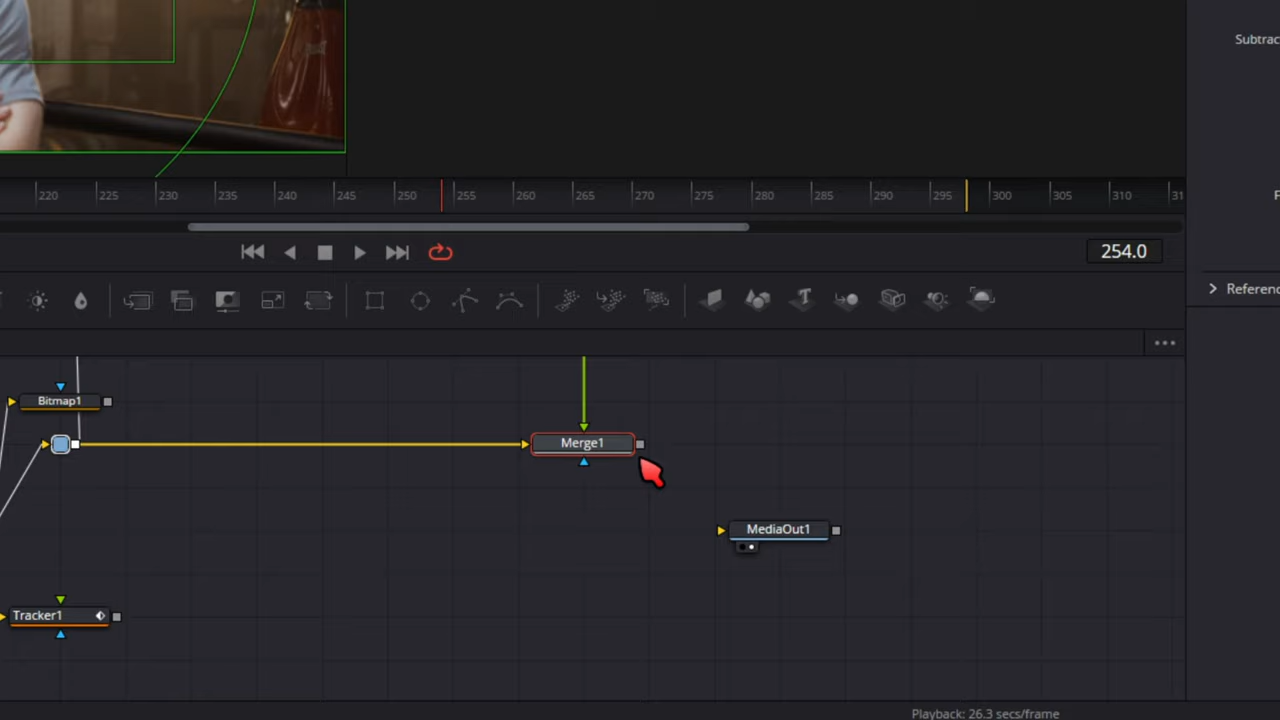 Subtrac
220 225 230 235 240 245 250 255 260 265 270 275 280 285 290 295 300 305 310 31
254.0
Referenc
Bitmap1
Merge1
MediaOut1
Tracker1
Playback: 26.3 secs/frame